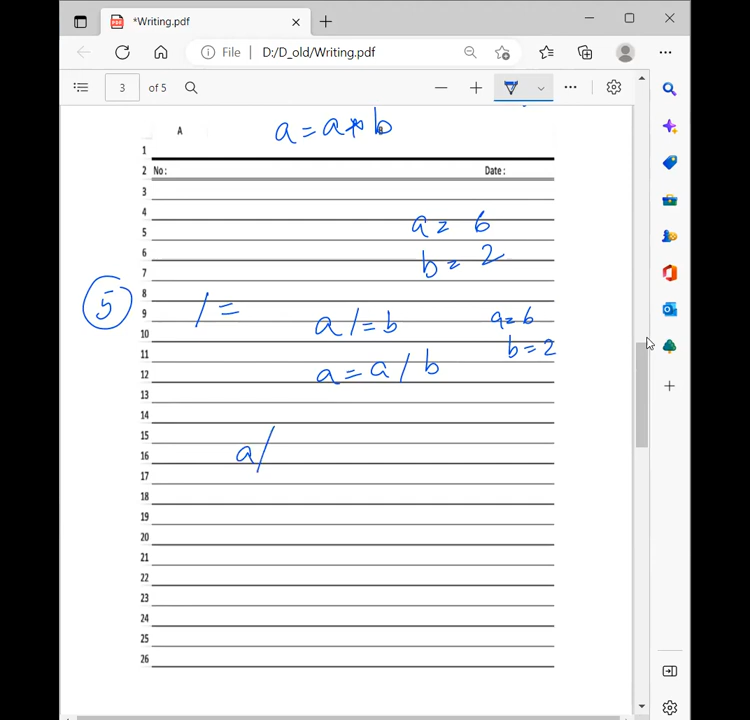 *Writing.pdf
File D:/D_old/Writing.pdf
3 of 5
a = a * b
A B
1
2 No : Date :
3
4
a = 6
5
6
b = 2
7
8
⑤ / =
9
a /= b a=6
10
b=2
11
a = a / b
12
13
14
15
a/
16
17
18
19
20
21
22
23
24
25
26